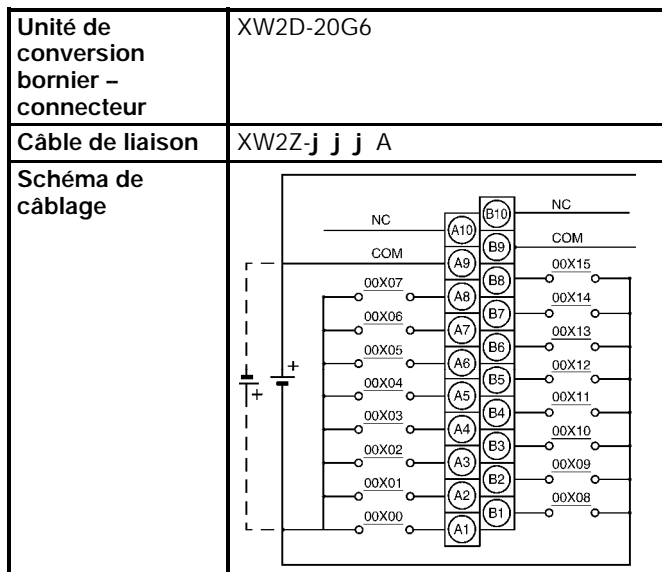 Unité de
conversion
bornier –
connecteur
XW2D-20G6
Câble de liaison
XW2Z-j j j A
Schéma de
câblage
NC
A10
B10
NC
COM
A9
B9
COM
00X07
A8
B8
00X15
00X06
A7
B7
00X14
00X05
A6
B6
00X13
+
00X04
A5
B5
00X12
+
00X03
A4
B4
00X11
00X02
A3
B3
00X10
00X01
A2
B2
00X09
00X00
A1
B1
00X08